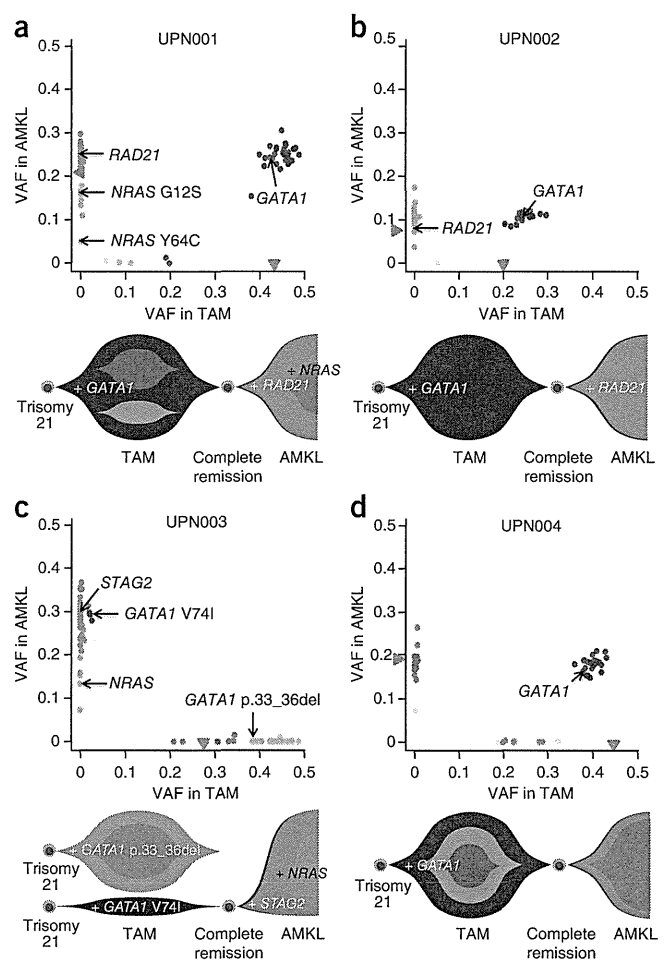 a
UPN001
VAF in AMKL
0.5
0.4
0.3
0.2
0.1
0
RAD21
NRAS G12S
NRAS Y64C
GATA1
0 0.1 0.2 0.3 0.4 0.5
VAF in TAM
+ GATA1
+ NRAS
+ RAD21
Trisomy
21
TAM
Complete
remission
AMKL
b
UPN002
VAF in AMKL
0.5
0.4
0.3
0.2
0.1
0
GATA1
RAD21
0 0.1 0.2 0.3 0.4 0.5
VAF in TAM
+ GATA1
+ RAD21
Trisomy
21
TAM
Complete
remission
AMKL
c
UPN003
VAF in AMKL
0.5
0.4
0.3
0.2
0.1
0
STAG2
GATA1 V74I
NRAS
GATA1 p.33_36del
0 0.1 0.2 0.3 0.4 0.5
VAF in TAM
+ GATA1 p.33_36del
Trisomy
21
+ NRAS
+ GATA1 V74I
+ STAG2
Trisomy
21
TAM
Complete
remission
AMKL
d
UPN004
VAF in AMKL
0.5
0.4
0.3
0.2
0.1
0
GATA1
0 0.1 0.2 0.3 0.4 0.5
VAF in TAM
+ GATA1
Trisomy
21
TAM
Complete
remission
AMKL